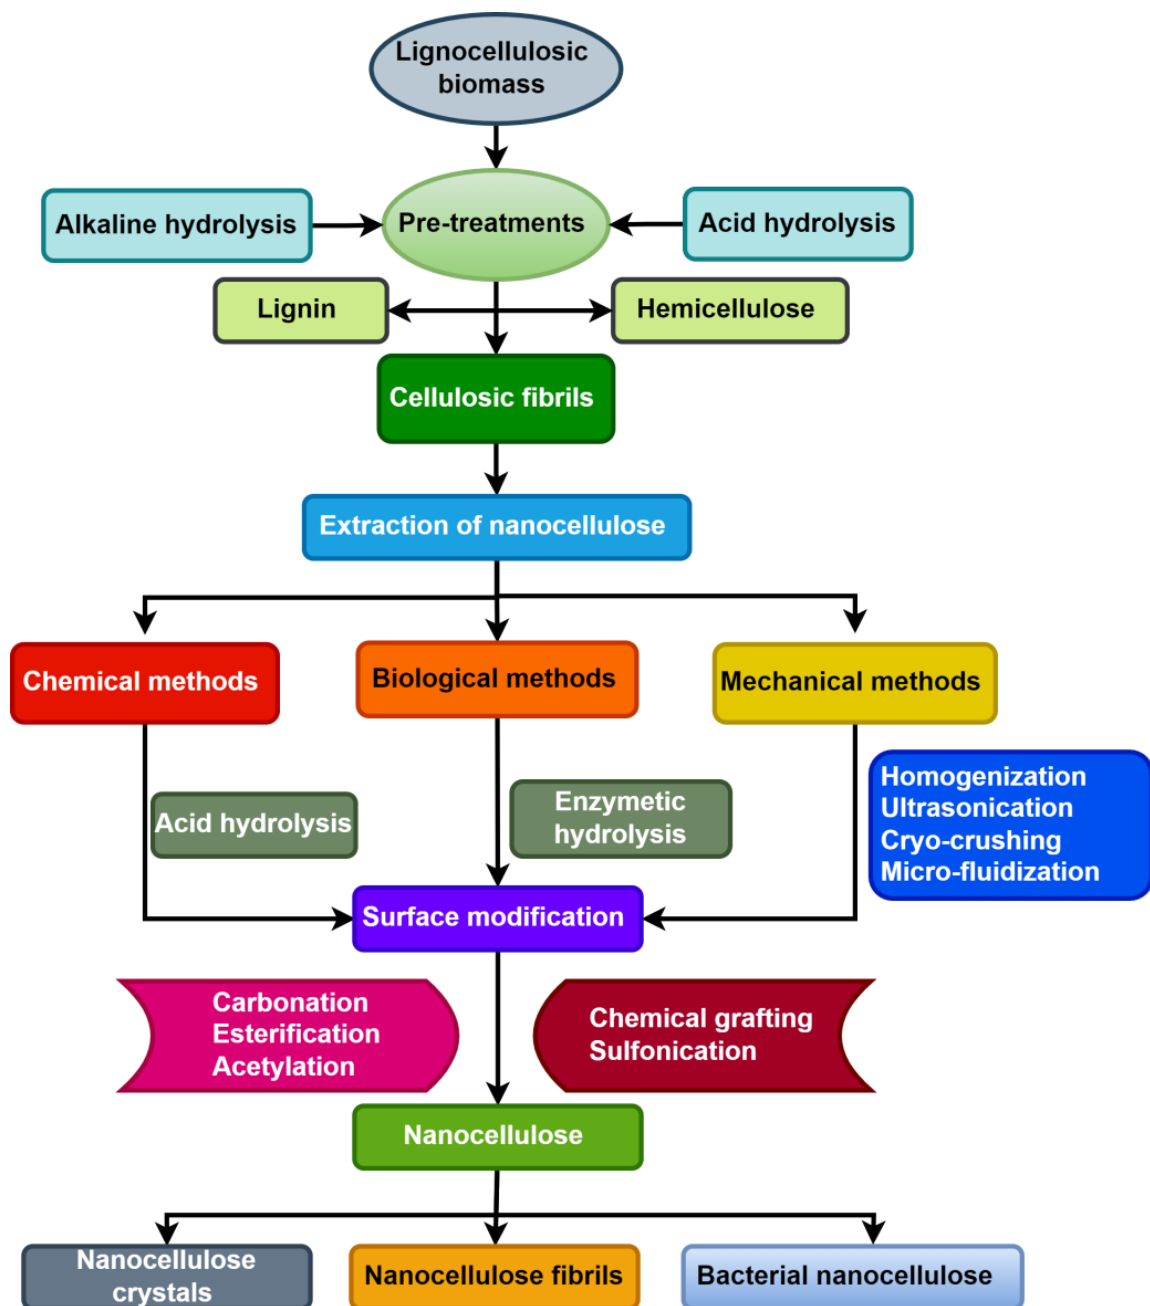 Lignocellulosic
biomass
Alkaline hydrolysis
Pre-treatments
Acid hydrolysis
Lignin
Hemicellulose
Cellulosic fibrils
Extraction of nanocellulose
Chemical methods
Biological methods
Mechanical methods
Acid hydrolysis
Enzymetic
hydrolysis
Homogenization
Ultrasonication
Cryo-crushing
Micro-fluidization
Surface modification
Carbonation
Esterification
Acetylation
Chemical grafting
Sulfonication
Nanocellulose
Nanocellulose
crystals
Nanocellulose fibrils
Bacterial nanocellulose